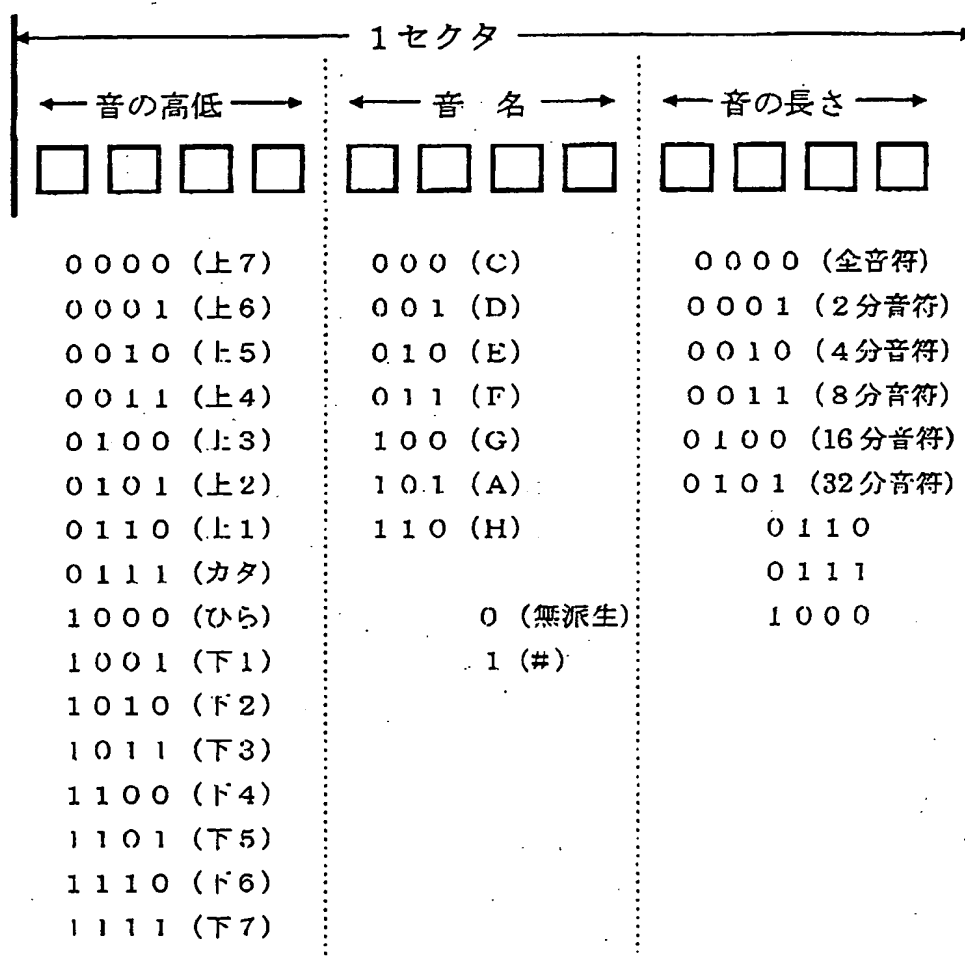 1セクタ
音の高低 音 名 音の長さ
0000 (上7) 000 (C) 0000 (全音符)
0001 (上6) 001 (D) 0001 (2分音符)
0010 (上5) 010 (E) 0010 (4分音符)
0011 (上4) 011 (F) 0011 (8分音符)
0100 (上3) 100 (G) 0100 (16分音符)
0101 (上2) 101 (A) 0101 (32分音符)
0110 (上1) 110 (H) 0110
0111 (カタ) 0111
1000 (ひら) 0 (無派生) 1000
1001 (下1) 1 (#)
1010 (下2)
1011 (下3)
1100 (下4)
1101 (下5)
1110 (下6)
1111 (下7)